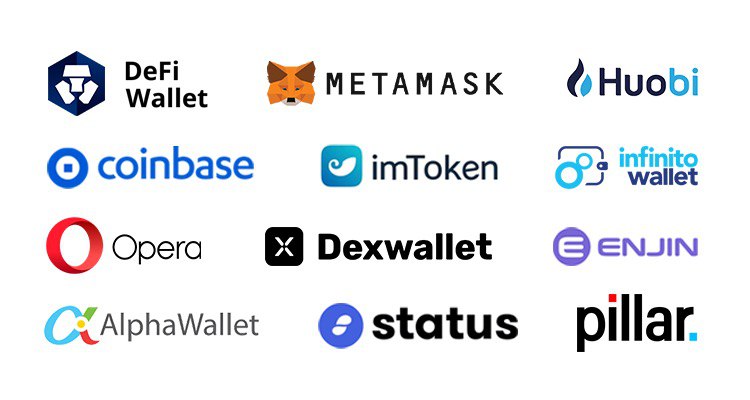 DeFi
Wallet
METAMASK
Huobi
coinbase
imToken
infinito
wallet
Opera
Dexwallet
ENJIN
AlphaWallet
status
pillar.